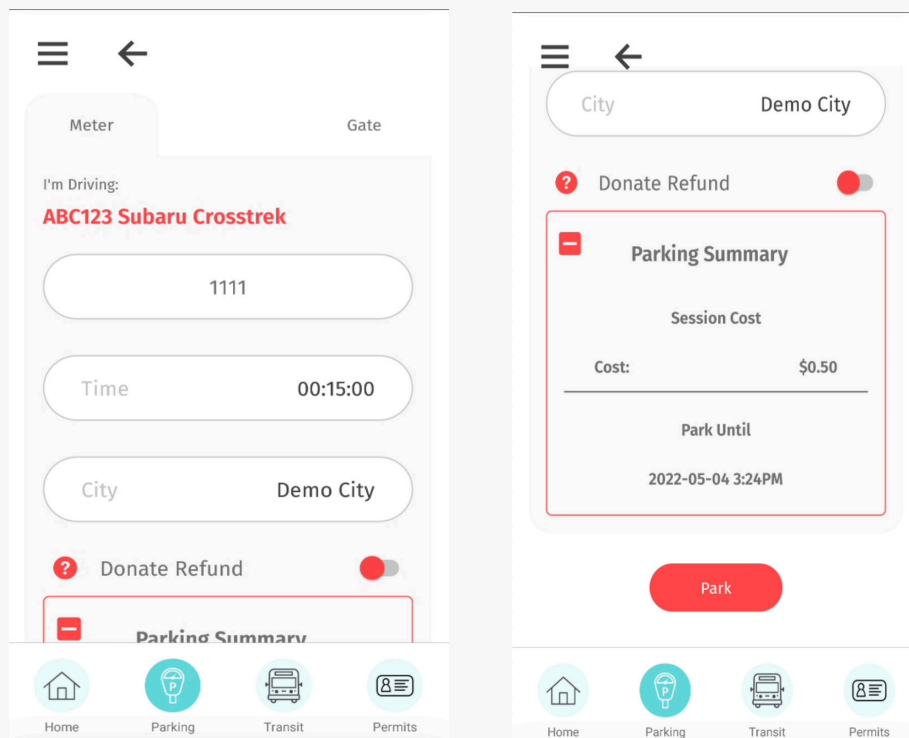 Meter Gate
I'm Driving:
ABC123 Subaru Crosstrek
1111
Time 00:15:00
City Demo City
? Donate Refund
Parking Summary
P
Home Parking Transit Permits
City Demo City
? Donate Refund
Parking Summary
Session Cost
Cost: $0.50
Park Until
2022-05-04 3:24PM
Park
P
Home Parking Transit Permits